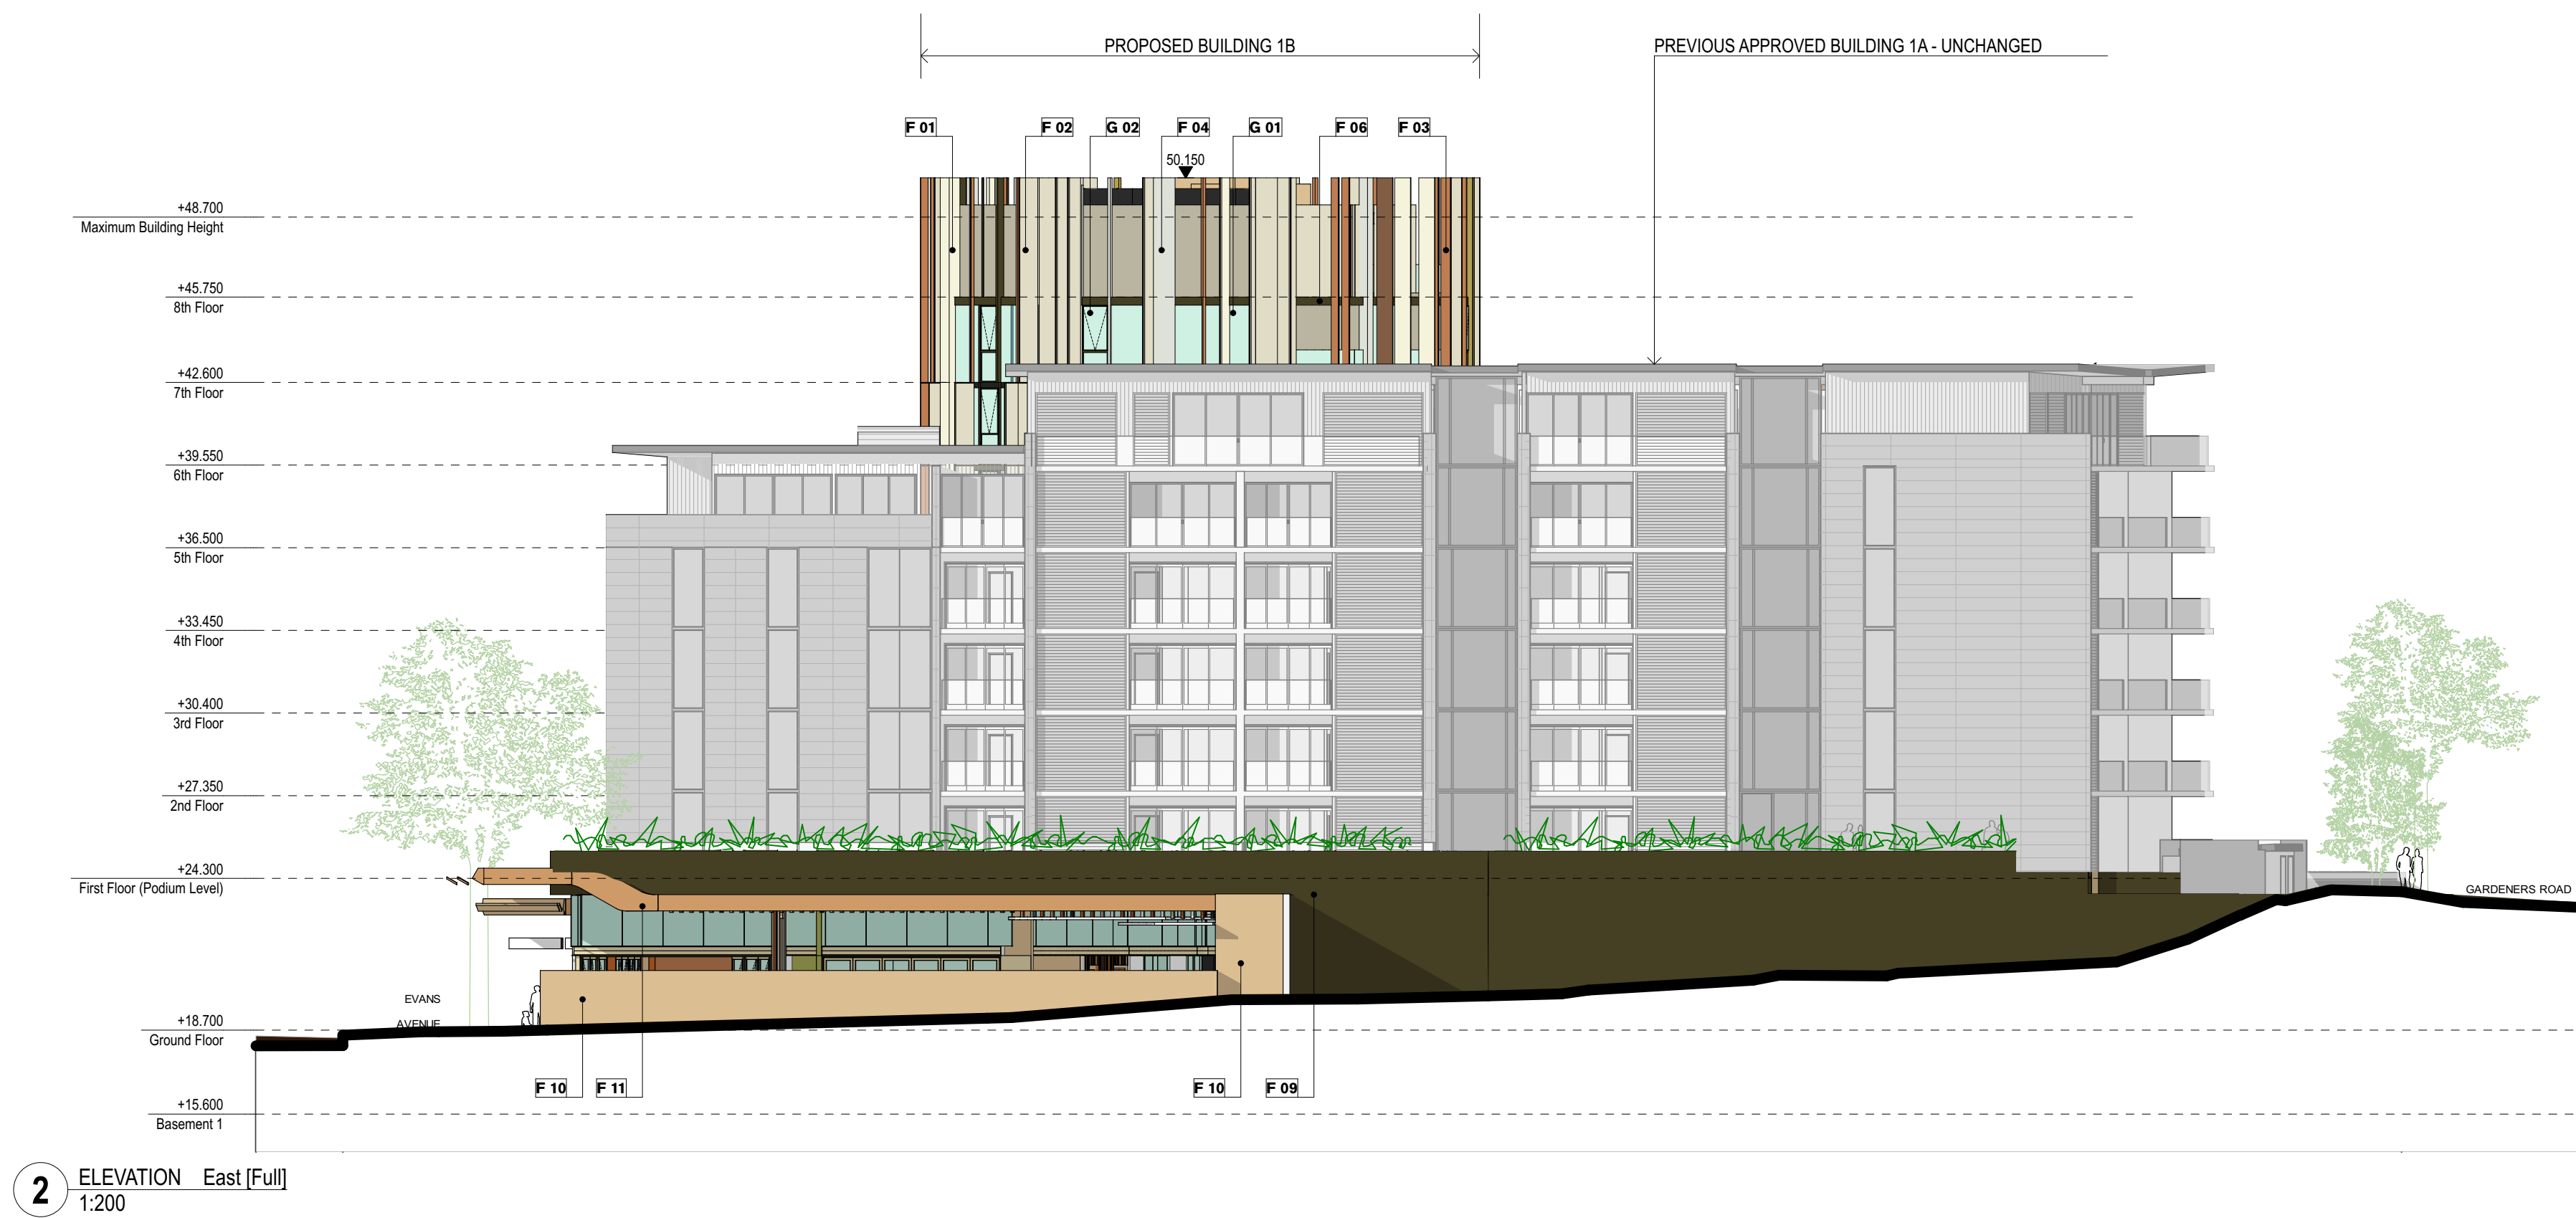 PROPOSED BUILDING 1B
PREVIOUS APPROVED BUILDING 1A - UNCHANGED
F 01
F 02
G 02
F 04
G 01
F 06
F 03
50.150
+48.700
Maximum Building Height
+45.750
8th Floor
+42.600
7th Floor
+39.550
6th Floor
+36.500
5th Floor
+33.450
4th Floor
+30.400
3rd Floor
+27.350
2nd Floor
+24.300
First Floor (Podium Level)
GARDENERS ROAD
EVANS
AVENUE
+18.700
Ground Floor
F 10
F 11
F 10
F 09
+15.600
Basement 1
2
ELEVATION East [Full]
1:200